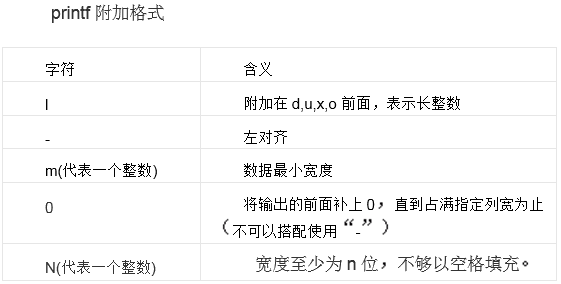 printf 附加格式
字符 含义
l 附加在 d,u,x,o 前面，表示长整数
- 左对齐
m(代表一个整数) 数据最小宽度
0 将输出的前面补上 0，直到占满指定列宽为止
（不可以搭配使用“-”）
N(代表一个整数) 宽度至少为 n 位，不够以空格填充。